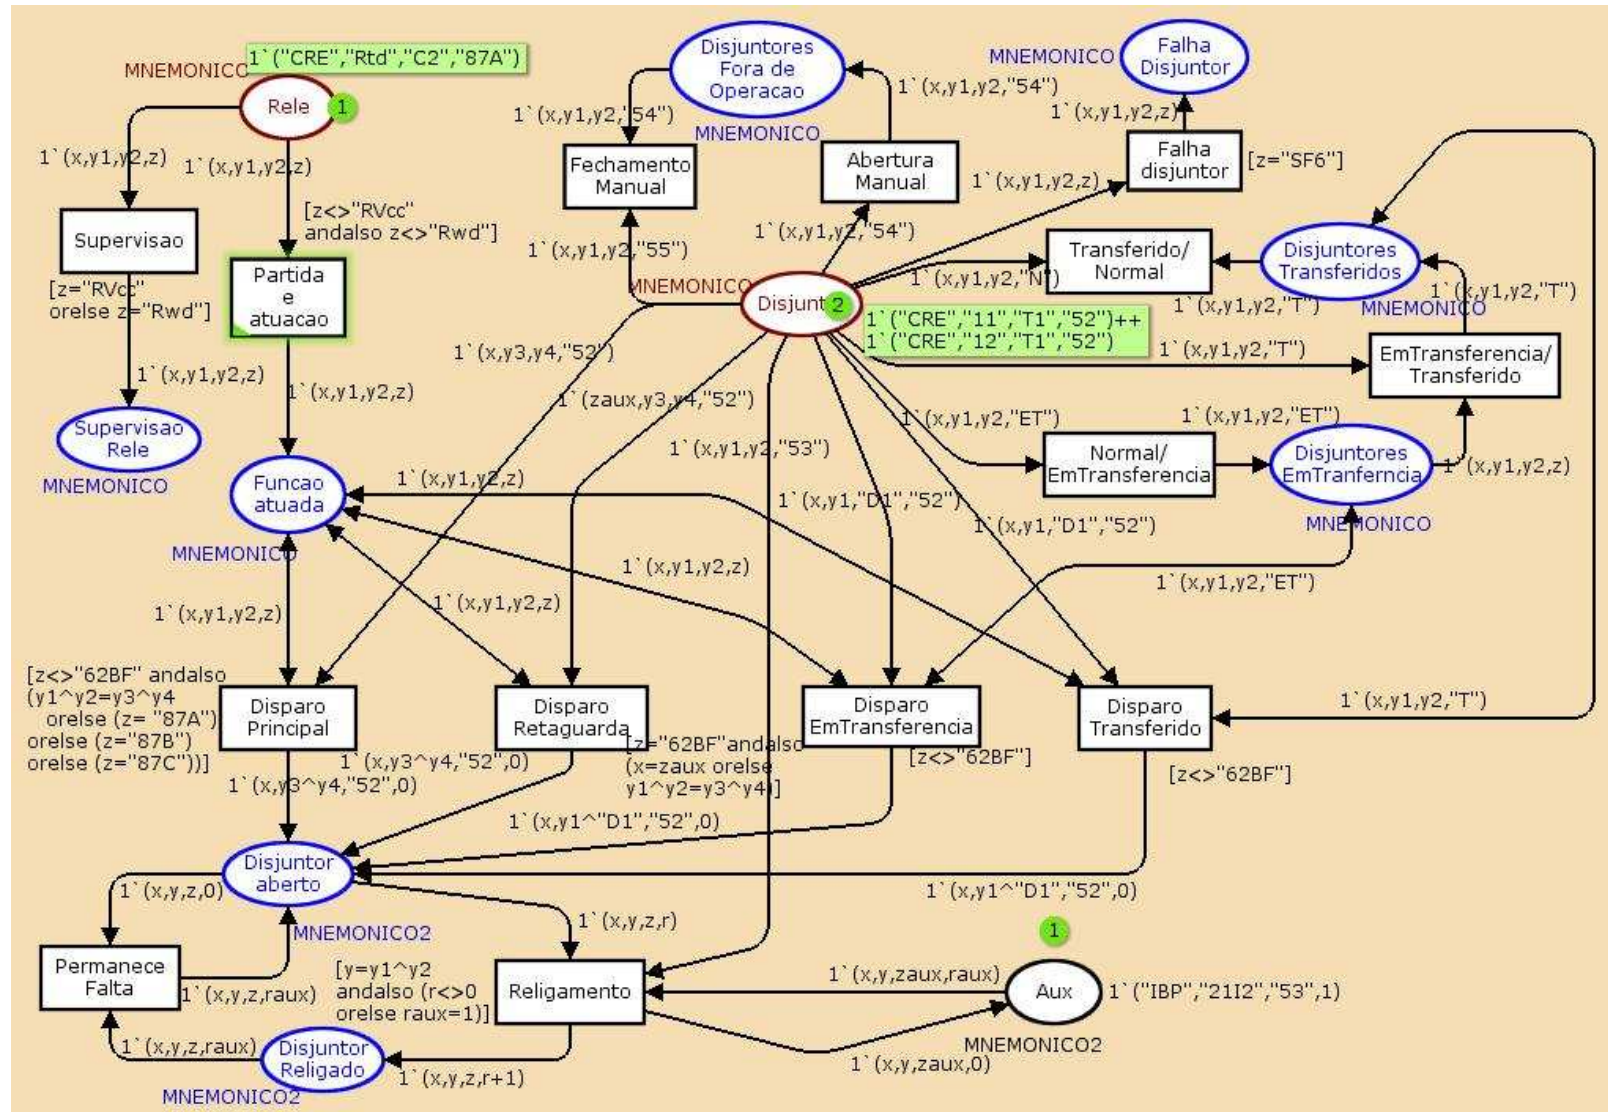 1`("CRE","Rtd","C2","87A")
MNEMONICO
Rele
1
1`(x,y1,y2,z)
1`(x,y1,y2,z)
Supervisao
[z="RVcc"
orelse z="Rwd"]
[z<>"RVcc"
andalso z<>"Rwd"]
Partida
e
atuacao
1`(x,y1,y2,z)
1`(x,y1,y2,z)
Supervisao
Rele
MNEMONICO
Funcao
atuada
MNEMONICO
Disjuntores
Fora de
Operacao
MNEMONICO
1`(x,y1,y2,"54")
1`(x,y1,y2,"54")
Fechamento
Manual
Abertura
Manual
1`(x,y1,y2,"55")
1`(x,y1,y2,"54")
MNEMONICO
Falha
Disjuntor
1`(x,y1,y2,z)
Falha
disjuntor
[z="SF6"]
1`(x,y1,y2,z)
MNEMONICO
Disjunt
2
1`("CRE","11","T1","52")++
1`("CRE","12","T1","52")
Transferido/
Normal
1`(x,y1,y2,"N")
Disjuntores
Transferidos
MNEMONICO
1`(x,y1,y2,"T")
1`(x,y1,y2,"T")
1`(x,y1,y2,"T")
EmTransferencia/
Transferido
1`(x,y1,y2,"ET")
1`(x,y1,y2,"ET")
Normal/
EmTransferencia
Disjuntores
EmTranferncia
MNEMONICO
1`(x,y1,y2,z)
1`(x,y3,y4,"52")
1`(zaux,y3,y4,"52")
1`(x,y1,y2,"53")
1`(x,y1,"D1","52")
1`(x,y1,"D1","52")
1`(x,y1,y2,z)
1`(x,y1,y2,z)
1`(x,y1,y2,"ET")
1`(x,y1,y2,z)
1`(x,y1,y2,z)
[z<>"62BF" andalso
(y1^y2=y3^y4
orelse (z= "87A")
orelse (z="87B")
orelse (z="87C"))]
Disparo
Principal
Disparo
Retaguarda
[z="62BF"andalso
(x=zaux orelse
y1^y2=y3^y4)]
Disparo
EmTransferencia
[z<>"62BF"]
Disparo
Transferido
[z<>"62BF"]
1`(x,y1,y2,"T")
1`(x,y3^y4,"52",0)
1`(x,y3^y4,"52",0)
1`(x,y1^"D1","52",0)
1`(x,y1^"D1","52",0)
Disjuntor
aberto
MNEMONICO2
1`(x,y,z,0)
1`(x,y,z,r)
Permanece
Falta
1`(x,y,z,raux)
[y=y1^y2
andalso (r<>0
orelse raux=1)]
Religamento
1`(x,y,zaux,raux)
1
Aux
1`("IBP","21I2","53",1)
MNEMONICO2
1`(x,y,zaux,0)
1`(x,y,z,raux)
Disjuntor
Religado
MNEMONICO2
1`(x,y,z,r+1)